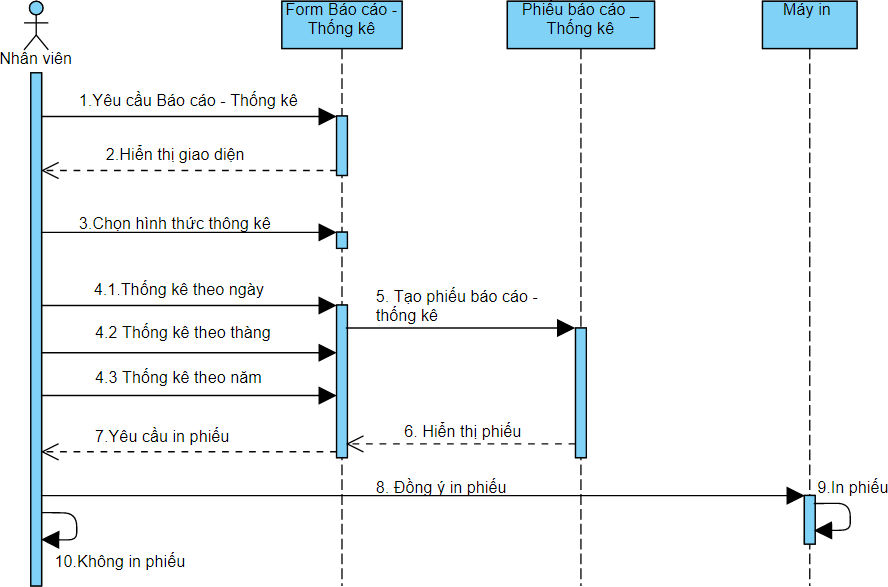 Form Báo cáo -
Thống kê
Phiếu báo cáo _
Thống kê
Máy in
Nhân viên
1.Yêu cầu Báo cáo - Thống kê
2.Hiển thị giao diện
3.Chọn hình thức thông kê
4.1.Thống kê theo ngày
5. Tạo phiếu báo cáo -
thống kê
4.2 Thống kê theo thàng
4.3 Thống kê theo năm
6. Hiển thị phiếu
7.Yêu cầu in phiếu
8. Đồng ý in phiếu
9.In phiếu
10.Không in phiếu